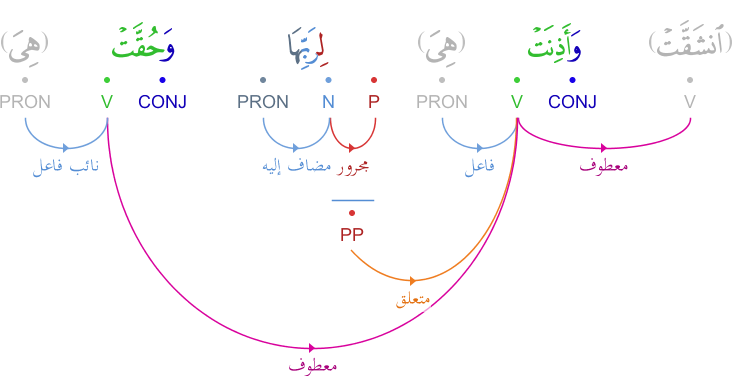 (ٱنشَقَّتْ) وَأَذِنَتْ (هِىَ) لِرَبِّهَا وَحُقَّتْ (هِىَ)
V CONJ V PRON P N PRON CONJ V PRON
معطوف فاعل مجرور مضاف إليه نائب فاعل
PP
متعلق
معطوف